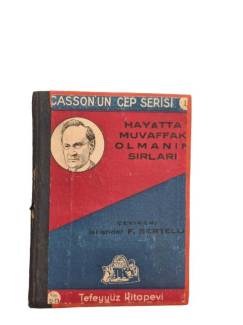 CASSON'UN CEP SERİSİ
HAYATTA
MUVAFFAK
OLMANIN
SIRLARI
ÇEVİREN:
İskender F. SERTELLİ
Tefeyyüz Kitapevi